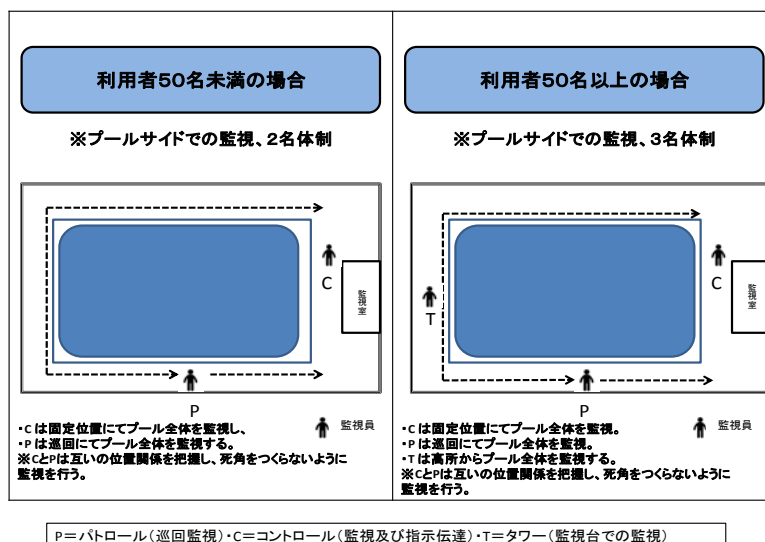 利用者50名未満の場合
※プールサイドでの監視、2名体制
C
監視室
P
監視員
・Cは固定位置にてプール全体を監視し、
・Pは巡回にてプール全体を監視する。
※CとPは互いの位置関係を把握し、死角をつくらないように
監視を行う。
利用者50名以上の場合
※プールサイドでの監視、3名体制
C
T
監視室
P
監視員
・Cは固定位置にてプール全体を監視。
・Pは巡回にてプール全体を監視。
・Tは高所からプール全体を監視する。
※CとPは互いの位置関係を把握し、死角をつくらないように
監視を行う。
P＝パトロール（巡回監視）・C＝コントロール（監視及び指示伝達）・T＝タワー（監視台での監視）